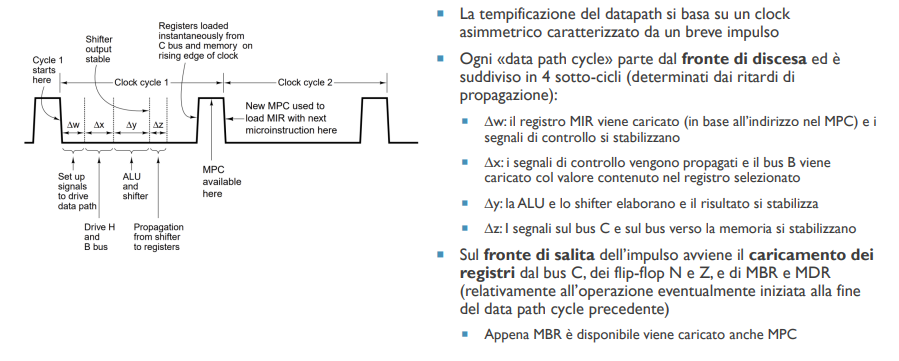 Registers loaded
instantaneously from
C bus and memory on
rising edge of clock
Shifter
output
stable
Cycle 1
starts
here
Clock cycle 1
Clock cycle 2
New MPC used to
load MIR with next
microinstruction here
Δw
Δx
Δy
Δz
MPC
available
here
Set up
signals
to drive
data path
ALU
and
shifter
Drive H
and
B bus
Propagation
from shifter
to registers
La tempificazione del datapath si basa su un clock
asimmetrico caratterizzato da un breve impulso
Ogni «data path cycle» parte dal fronte di discesa ed è
suddiviso in 4 sotto-cicli (determinati dai ritardi di
propagazione):
Δw: il registro MIR viene caricato (in base all'indirizzo nel MPC) e i
segnali di controllo si stabilizzano
Δx: i segnali di controllo vengono propagati e il bus B viene
caricato col valore contenuto nel registro selezionato
Δy: la ALU e lo shifter elaborano e il risultato si stabilizza
Δz: I segnali sul bus C e sul bus verso la memoria si stabilizzano
Sul fronte di salita dell'impulso avviene il caricamento dei
registri dal bus C, dei flip-flop N e Z, e di MBR e MDR
(relativamente all'operazione eventualmente iniziata alla fine
del data path cycle precedente)
Appena MBR è disponibile viene caricato anche MPC